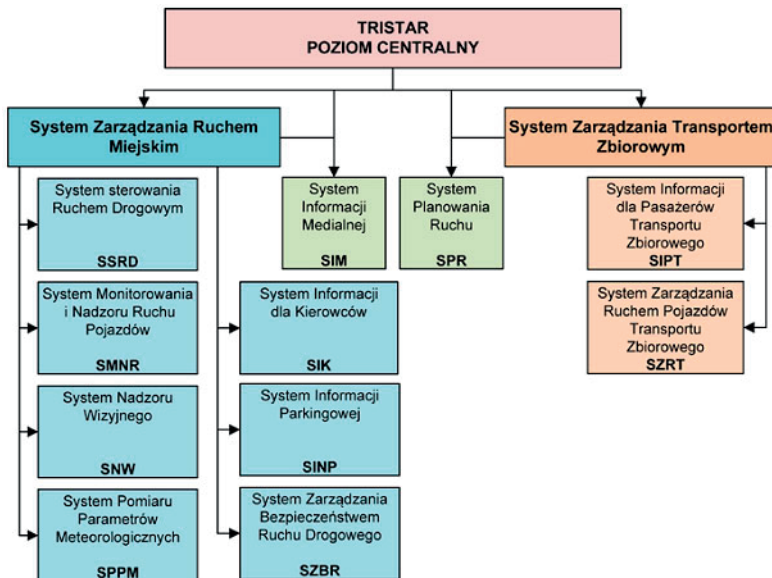 TRISTAR
POZIOM CENTRALNY
System Zarządzania Ruchem
Miejskim
System Zarządzania Transportem
Zbiorowym
System sterowania
Ruchem Drogowym
SSRD
System
Informacji
Medialnej
SIM
System
Planowania
Ruchu
SPR
System Informacji
dla Pasażerów
Transportu
Zbiorowego
SIPT
System Monitorowania
i Nadzoru Ruchu
Pojazdów
SMNR
System Informacji
dla Kierowców
SIK
System Zarządzania
Ruchem Pojazdów
Transportu
Zbiorowego
SZRT
System Nadzoru
Wizyjnego
SNW
System Informacji
Parkingowej
SINP
System Pomiaru
Parametrów
Meteorologicznych
SPPM
System Zarządzania
Bezpieczeństwem
Ruchu Drogowego
SZBR